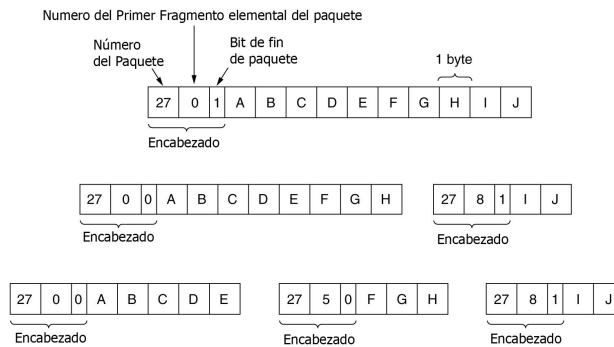 Numero del Primer Fragmento elemental del paquete
Número
del Paquete
Bit de fin
de paquete
1 byte
27 0 1 A B C D E F G H I J
Encabezado
27 0 0 A B C D E F G H
27 8 1 I J
Encabezado
Encabezado
27 0 0 A B C D E
27 5 0 F G H
27 8 1 I J
Encabezado
Encabezado
Encabezado